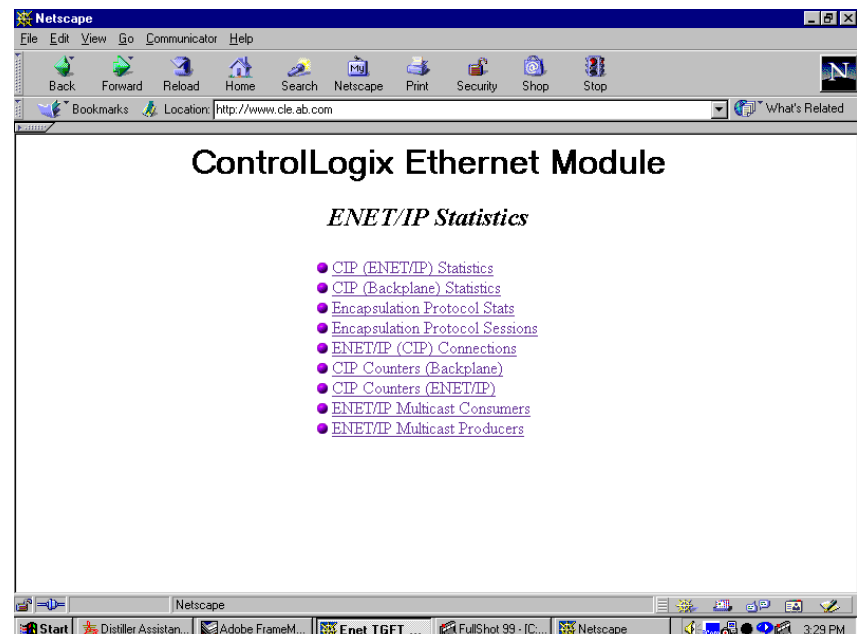 Netscape
File Edit View Go Communicator Help
Back Forward Reload Home Search Netscape Print Security Shop Stop
Bookmarks Location: http://www.cle.ab.com What's Related
ControlLogix Ethernet Module
ENET/IP Statistics
CIP (ENET/IP) Statistics
CIP (Backplane) Statistics
Encapsulation Protocol Stats
Encapsulation Protocol Sessions
ENET/IP (CIP) Connections
CIP Counters (Backplane)
CIP Counters (ENET/IP)
ENET/IP Multicast Consumers
ENET/IP Multicast Producers
Netscape
Start Distiller Assistan... Adobe FrameM... Enet TGFT ... FullShot 99 - [C:... Netscape 3:29 PM